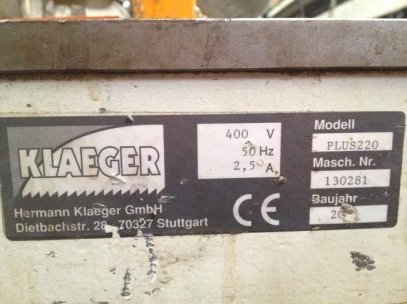 KLAEGER
Hermann Klaeger GmbH
Dietbachstr. 28 - 70327 Stuttgart
400 V
50 Hz
2,5 A
CE
Modell
PLUS220
Masch. Nr.
130281
Baujahr